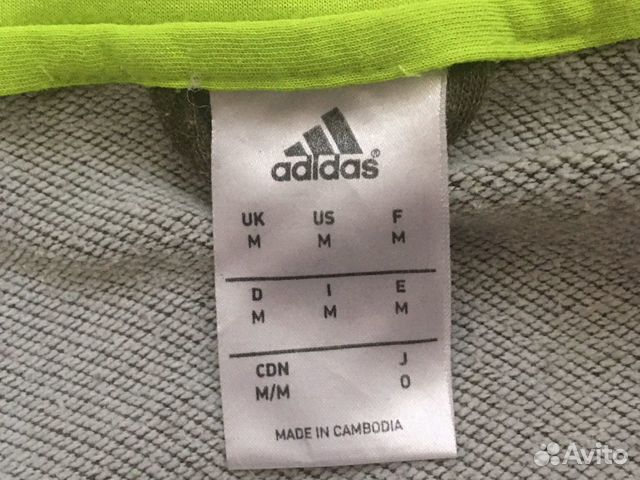 adidas®
UK US F
M M M
D I E
M M M
CDN J
M/M O
MADE IN CAMBODIA
Avito